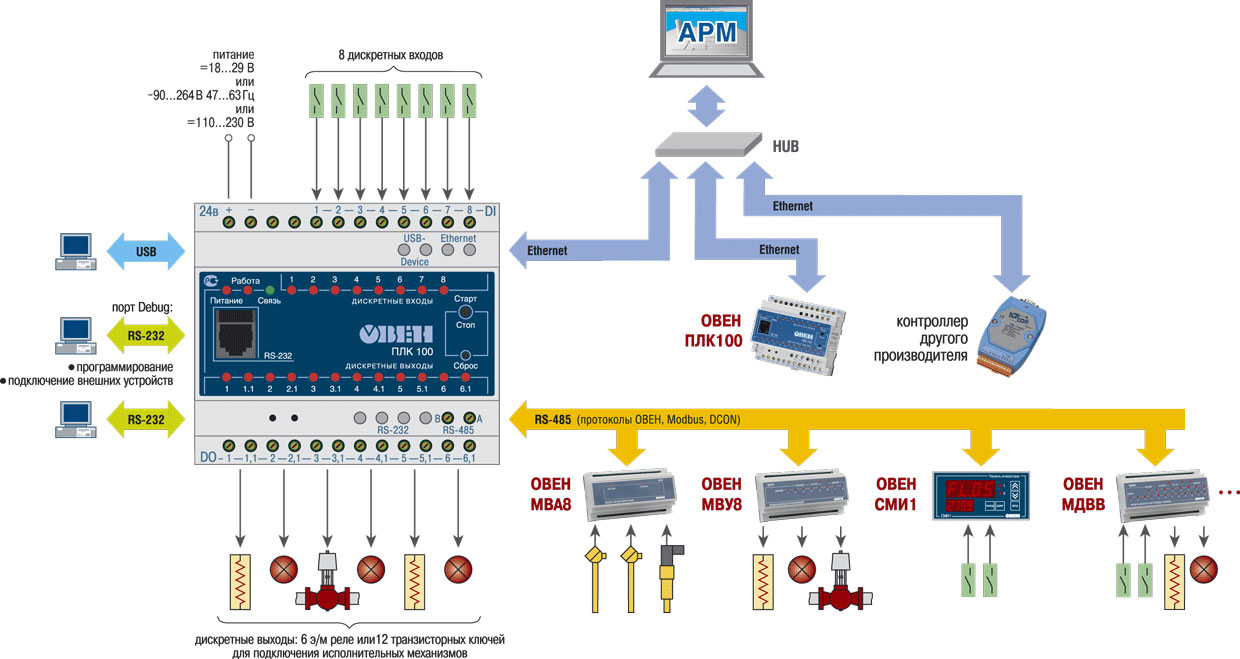 АРМ
HUB
питание
=18...29 В
или
~90...264 В 47...63 Гц
или
=110...230 В
8 дискретных входов
24в + – 1 – 2 – 3 – 4 – 5 – 6 – 7 – 8 – DI
USB-
Device
Ethernet
USB
Ethernet
Ethernet
Ethernet
Работа
1 2 3 4 5 6 7 8
Питание
Связь
ДИСКРЕТНЫЕ ВХОДЫ
Старт
Стоп
порт Debug:
RS-232
• программирование
• подключение внешних устройств
RS-232
ОВЕН
ПЛК 100
ДИСКРЕТНЫЕ ВЫХОДЫ
Сброс
1 1.1 2 2.1 3 3.1 4 4.1 5 5.1 6 6.1
ОВЕН
ПЛК100
контроллер
другого
производителя
RS-232
RS-232
B
A
RS-485
RS-485 (протоколы ОВЕН, Modbus, DCON)
DO – 1 – 1,1 – 2 – 2,1 – 3 – 3,1 – 4 – 4,1 – 5 – 5,1 – 6 – 6,1
ОВЕН
МВА8
ОВЕН
МВУ8
ОВЕН
СМИ1
ОВЕН
МДВВ
...
дискретные выходы: 6 э/м реле или 12 транзисторных ключей
для подключения исполнительных механизмов